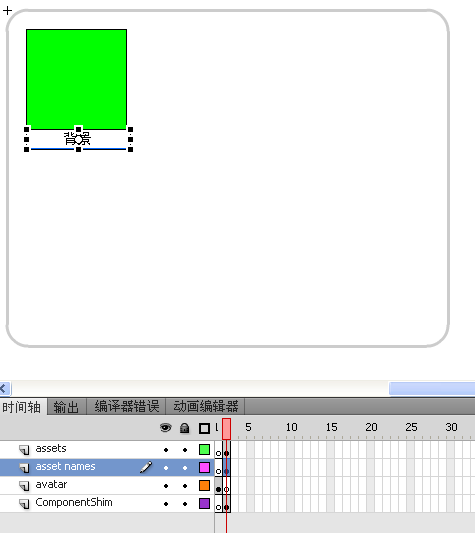 背景
时间轴 输出 编译器错误 动画编辑器
5 10 15 20 25 30
assets
asset names
avatar
ComponentShim